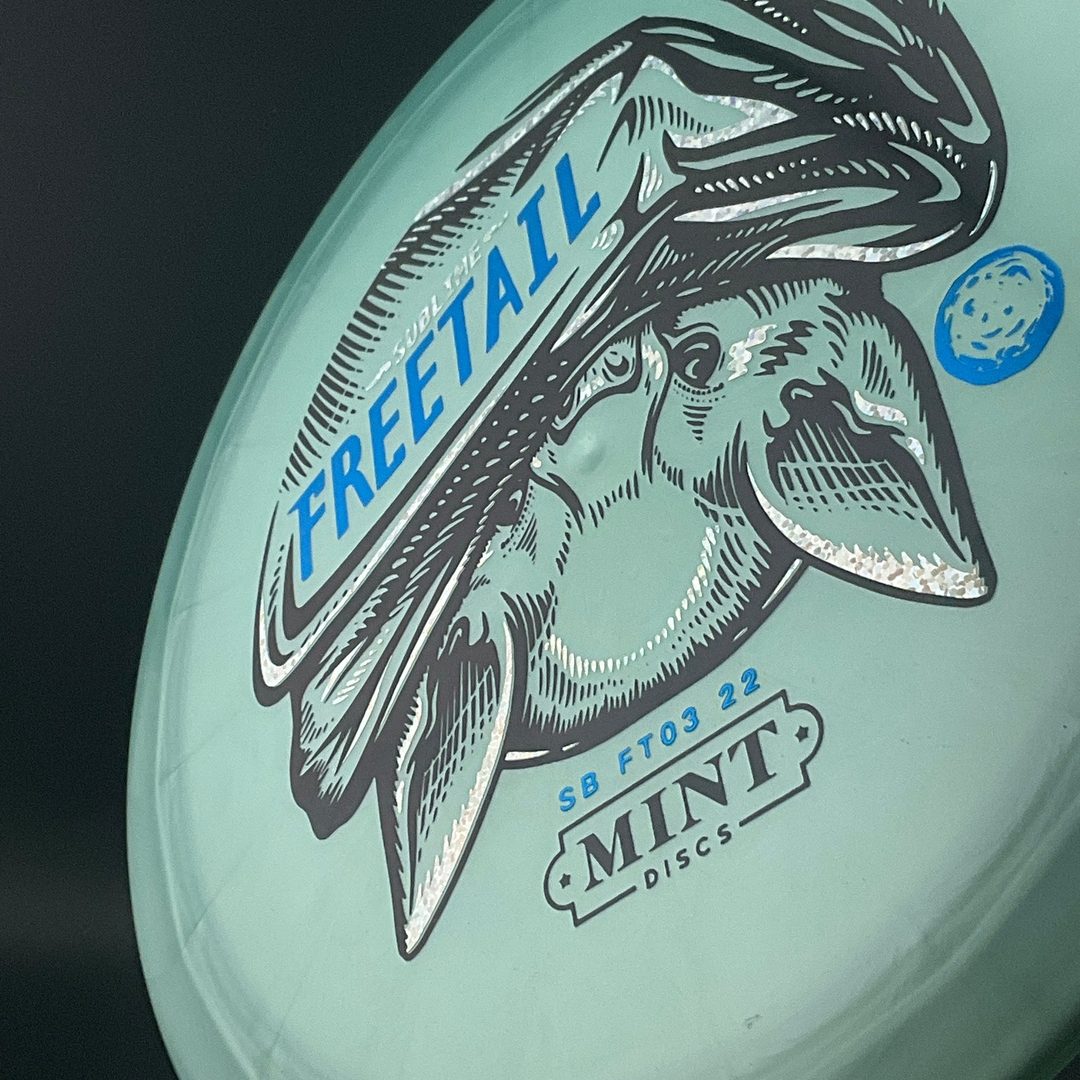 SUBLIME
FREETAIL
SB FT03 22
MINT
DISCS